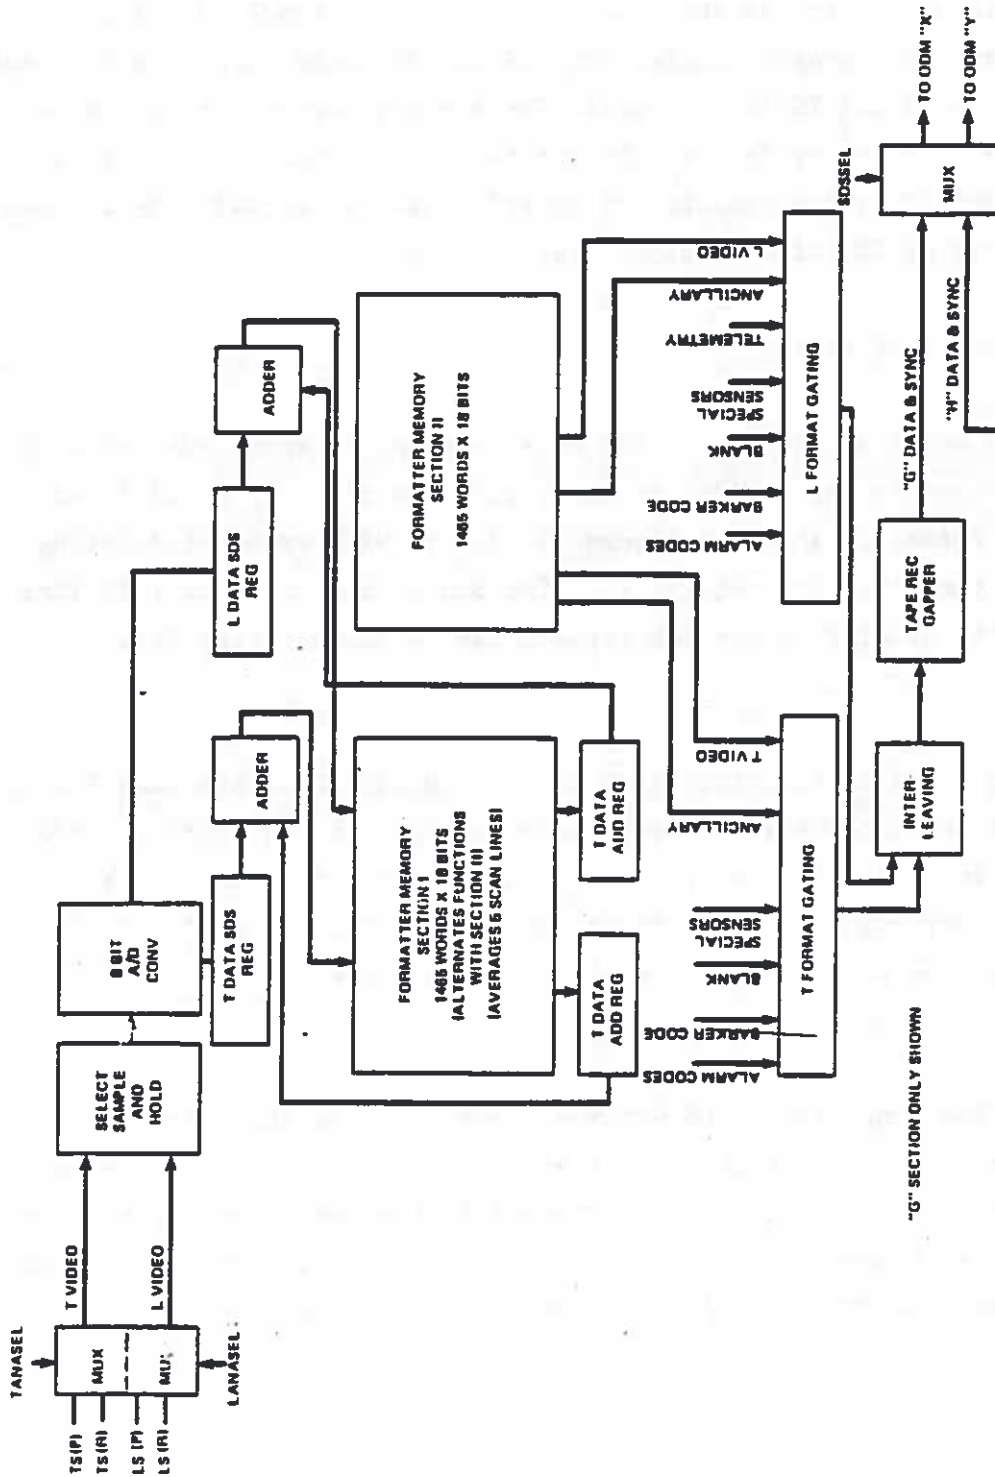 TANASEL
TS(P)
TS(R)
LS (P)
LS (R)
MUX
LANASEL
T VIDEO
L VIDEO
SELECT
SAMPLE
AND
HOLD
8 BIT
A/D
CONV
T DATA SDS
REG
L DATA SDS
REG
ADDER
ADDER
FORMATTER MEMORY
SECTION I
1465 WORDS X 18 BITS
(ALTERNATES FUNCTIONS
WITH SECTION II)
(AVERAGES 5 SCAN LINES)
FORMATTER MEMORY
SECTION II
1465 WORDS X 18 BITS
T DATA
ADD REG
T DATA
ADD REG
ALARM CODES
BARKER CODE
BLANK
SPECIAL
SENSORS
ANCILLARY
T VIDEO
T FORMAT GATING
ALARM CODES
BARKER CODE
BLANK
SPECIAL
SENSORS
TELEMETRY
ANCILLARY
L VIDEO
L FORMAT GATING
"G" SECTION ONLY SHOWN
INTER-
LEAVING
TAPE REC
GAPPER
"G" DATA & SYNC
"H" DATA & SYNC
SDSSEL
MUX
TO ODM "X"
TO ODM "Y"